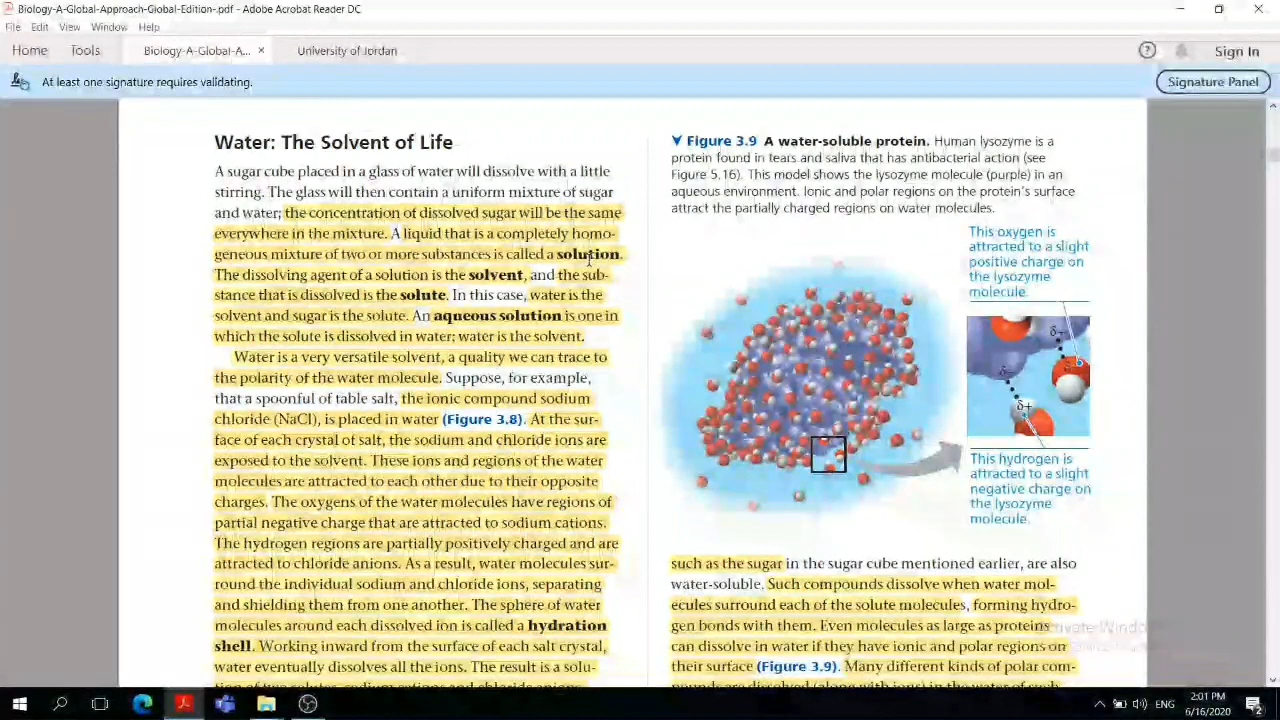 Biology-A-Global-Approach-Global-Edition-.pdf - Adobe Acrobat Reader DC
File Edit View Window Help
Home Tools Biology-A-Global-A... × University of Jordan Sign In
At least one signature requires validating. Signature Panel
Water: The Solvent of Life
A sugar cube placed in a glass of water will dissolve with a little
stirring. The glass will then contain a uniform mixture of sugar
and water; the concentration of dissolved sugar will be the same
everywhere in the mixture. A liquid that is a completely homo-
geneous mixture of two or more substances is called a solution.
The dissolving agent of a solution is the solvent, and the sub-
stance that is dissolved is the solute. In this case, water is the
solvent and sugar is the solute. An aqueous solution is one in
which the solute is dissolved in water; water is the solvent.
Water is a very versatile solvent, a quality we can trace to
the polarity of the water molecule. Suppose, for example,
that a spoonful of table salt, the ionic compound sodium
chloride (NaCl), is placed in water (Figure 3.8). At the sur-
face of each crystal of salt, the sodium and chloride ions are
exposed to the solvent. These ions and regions of the water
molecules are attracted to each other due to their opposite
charges. The oxygens of the water molecules have regions of
partial negative charge that are attracted to sodium cations.
The hydrogen regions are partially positively charged and are
attracted to chloride anions. As a result, water molecules sur-
round the individual sodium and chloride ions, separating
and shielding them from one another. The sphere of water
molecules around each dissolved ion is called a hydration
shell. Working inward from the surface of each salt crystal,
water eventually dissolves all the ions. The result is a solu-
tion of two solutes, sodium cations and chloride anions,
Figure 3.9 A water-soluble protein. Human lysozyme is a
protein found in tears and saliva that has antibacterial action (see
Figure 5.16). This model shows the lysozyme molecule (purple) in an
aqueous environment. Ionic and polar regions on the protein's surface
attract the partially charged regions on water molecules.
This oxygen is
attracted to a slight
positive charge on
the lysozyme
molecule.
δ+
δ-
δ-
δ+
This hydrogen is
attracted to a slight
negative charge on
the lysozyme
molecule.
such as the sugar in the sugar cube mentioned earlier, are also
water-soluble. Such compounds dissolve when water mol-
ecules surround each of the solute molecules, forming hydro-
gen bonds with them. Even molecules as large as proteins
can dissolve in water if they have ionic and polar regions on
their surface (Figure 3.9). Many different kinds of polar com-
pounds are dissolved (along with ions) in the water of such
ENG
2:01 PM
6/16/2020
2